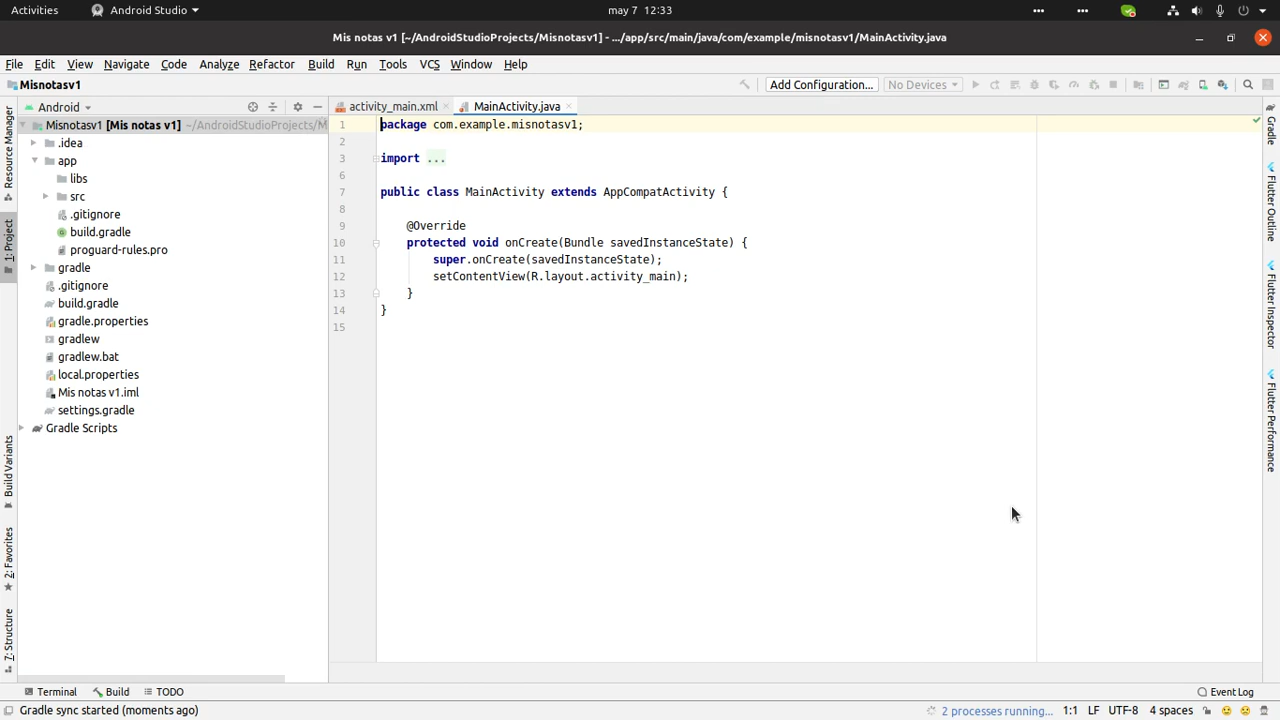 Activities
Android Studio
may 7 12:33
Mis notas v1 [~/AndroidStudioProjects/Misnotasv1] - .../app/src/main/java/com/example/misnotasv1/MainActivity.java
File Edit View Navigate Code Analyze Refactor Build Run Tools VCS Window Help
Misnotasv1
Add Configuration...
No Devices
Android
activity_main.xml
MainActivity.java
Resource Manager
1: Project
Build Variants
2: Favorites
7: Structure
Misnotasv1 [Mis notas v1] ~/AndroidStudioProjects/M
.idea
app
libs
src
.gitignore
build.gradle
proguard-rules.pro
gradle
.gitignore
build.gradle
gradle.properties
gradlew
gradlew.bat
local.properties
Mis notas v1.iml
settings.gradle
Gradle Scripts
1 package com.example.misnotasv1;
2
3 import ...
6
7 public class MainActivity extends AppCompatActivity {
8
9 @Override
10 protected void onCreate(Bundle savedInstanceState) {
11 super.onCreate(savedInstanceState);
12 setContentView(R.layout.activity_main);
13 }
14 }
15
Gradle
Flutter Outline
Flutter Inspector
Flutter Performance
Terminal
Build
TODO
Event Log
Gradle sync started (moments ago)
2 processes running...
1:1 LF UTF-8 4 spaces